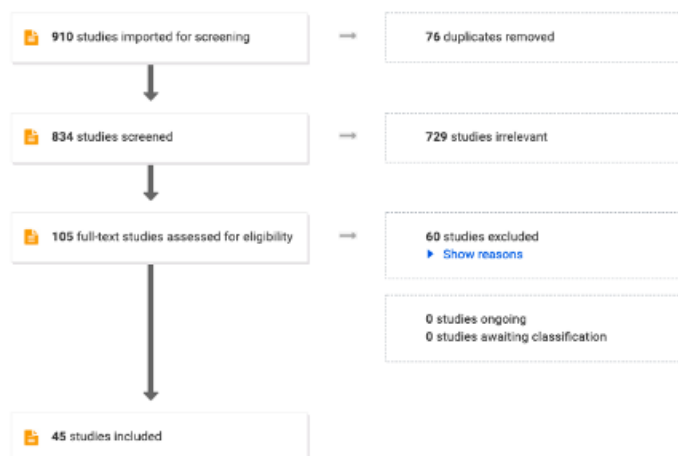 910 studies imported for screening
76 duplicates removed
834 studies screened
729 studies irrelevant
105 full-text studies assessed for eligibility
60 studies excluded
Show reasons
0 studies ongoing
0 studies awaiting classification
45 studies included